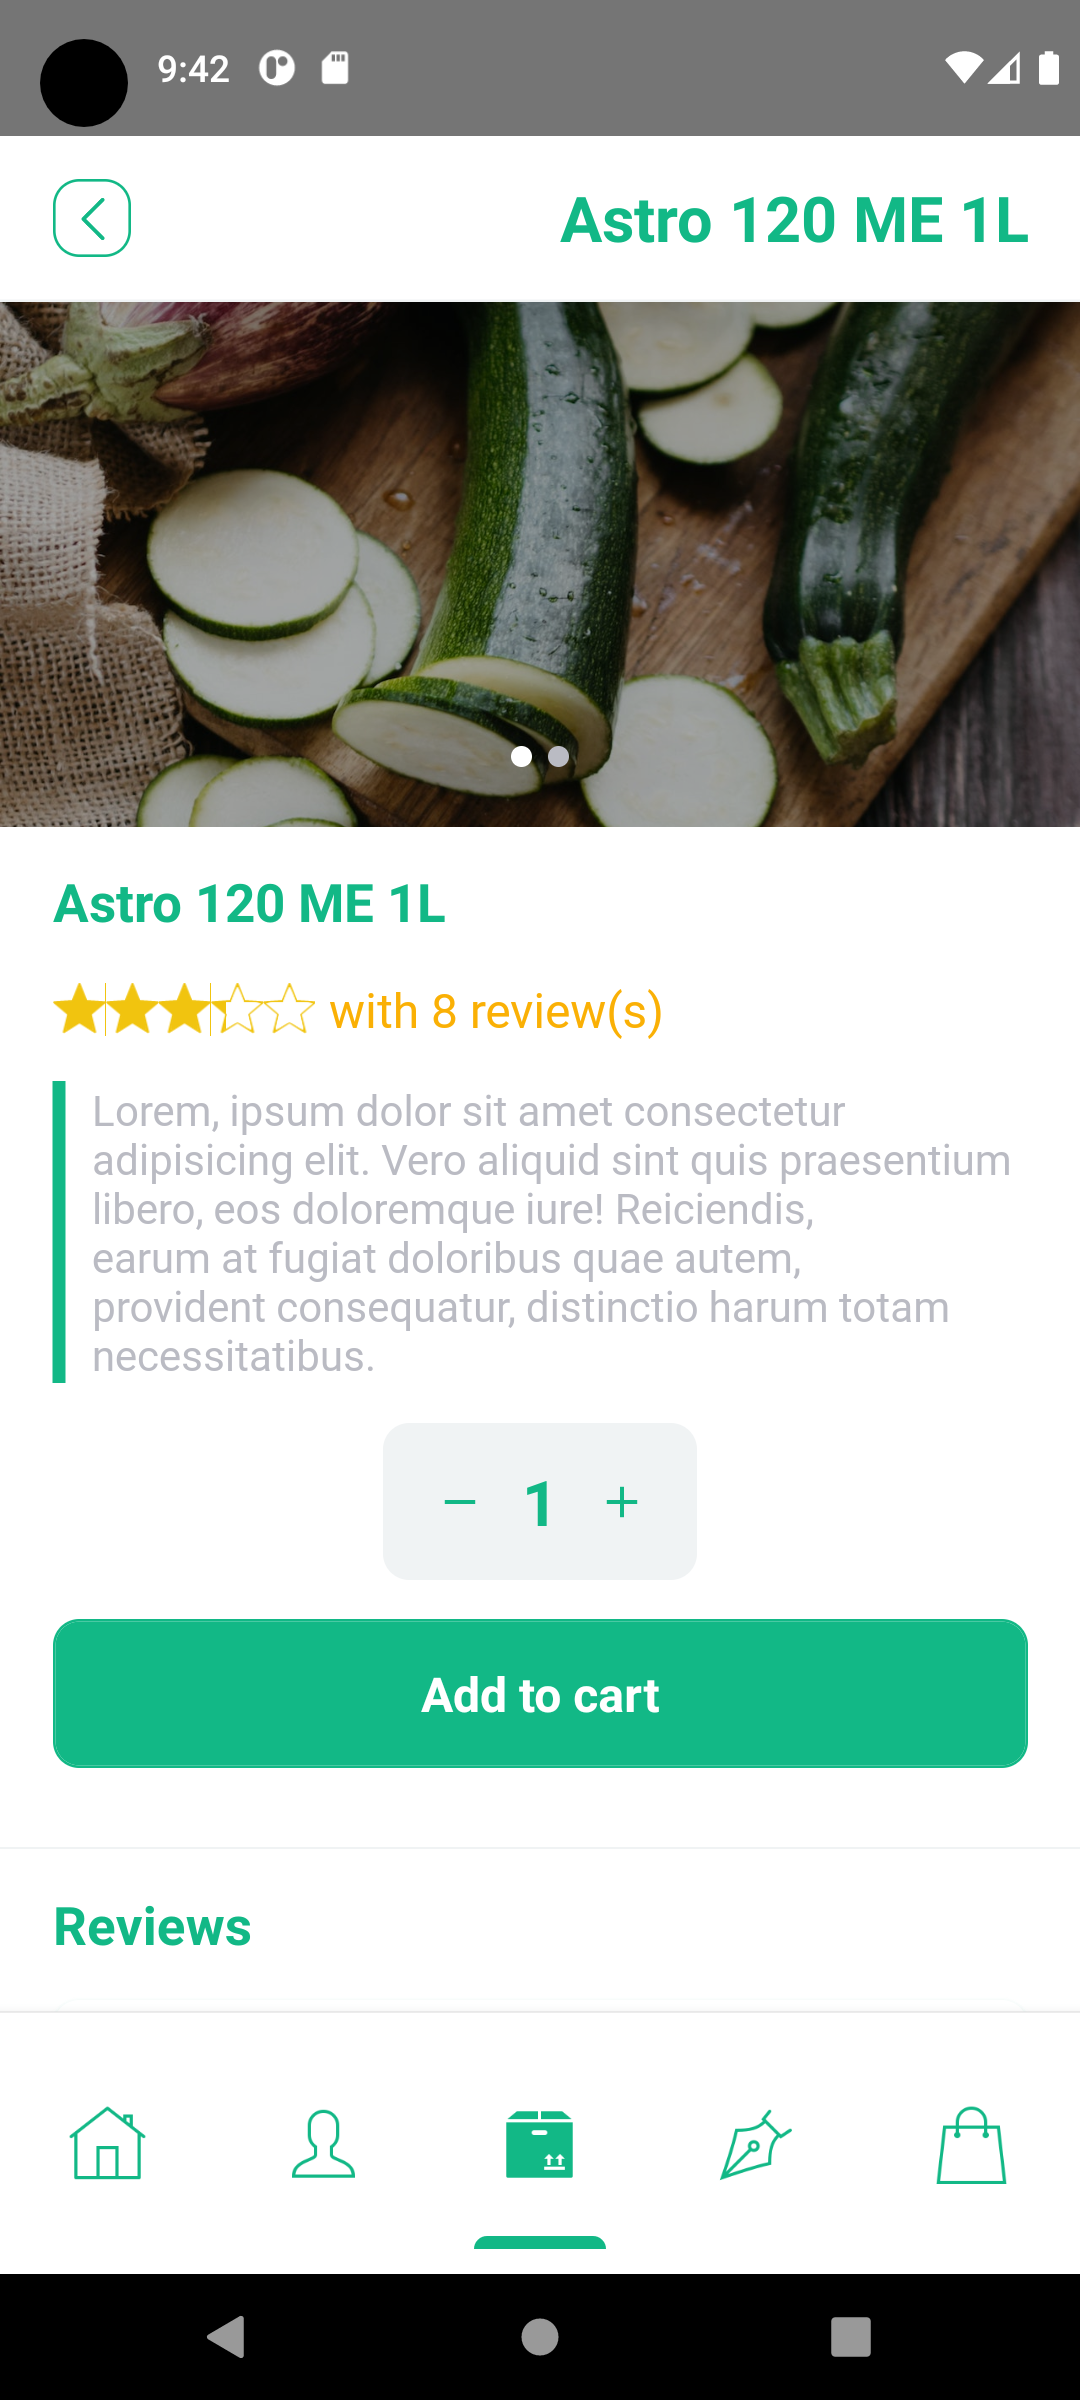 9:42
Astro 120 ME 1L
Astro 120 ME 1L
with 8 review(s)
Lorem, ipsum dolor sit amet consectetur
adipisicing elit. Vero aliquid sint quis praesentium
libero, eos doloremque iure! Reiciendis,
earum at fugiat doloribus quae autem,
provident consequatur, distinctio harum totam
necessitatibus.
1
Add to cart
Reviews